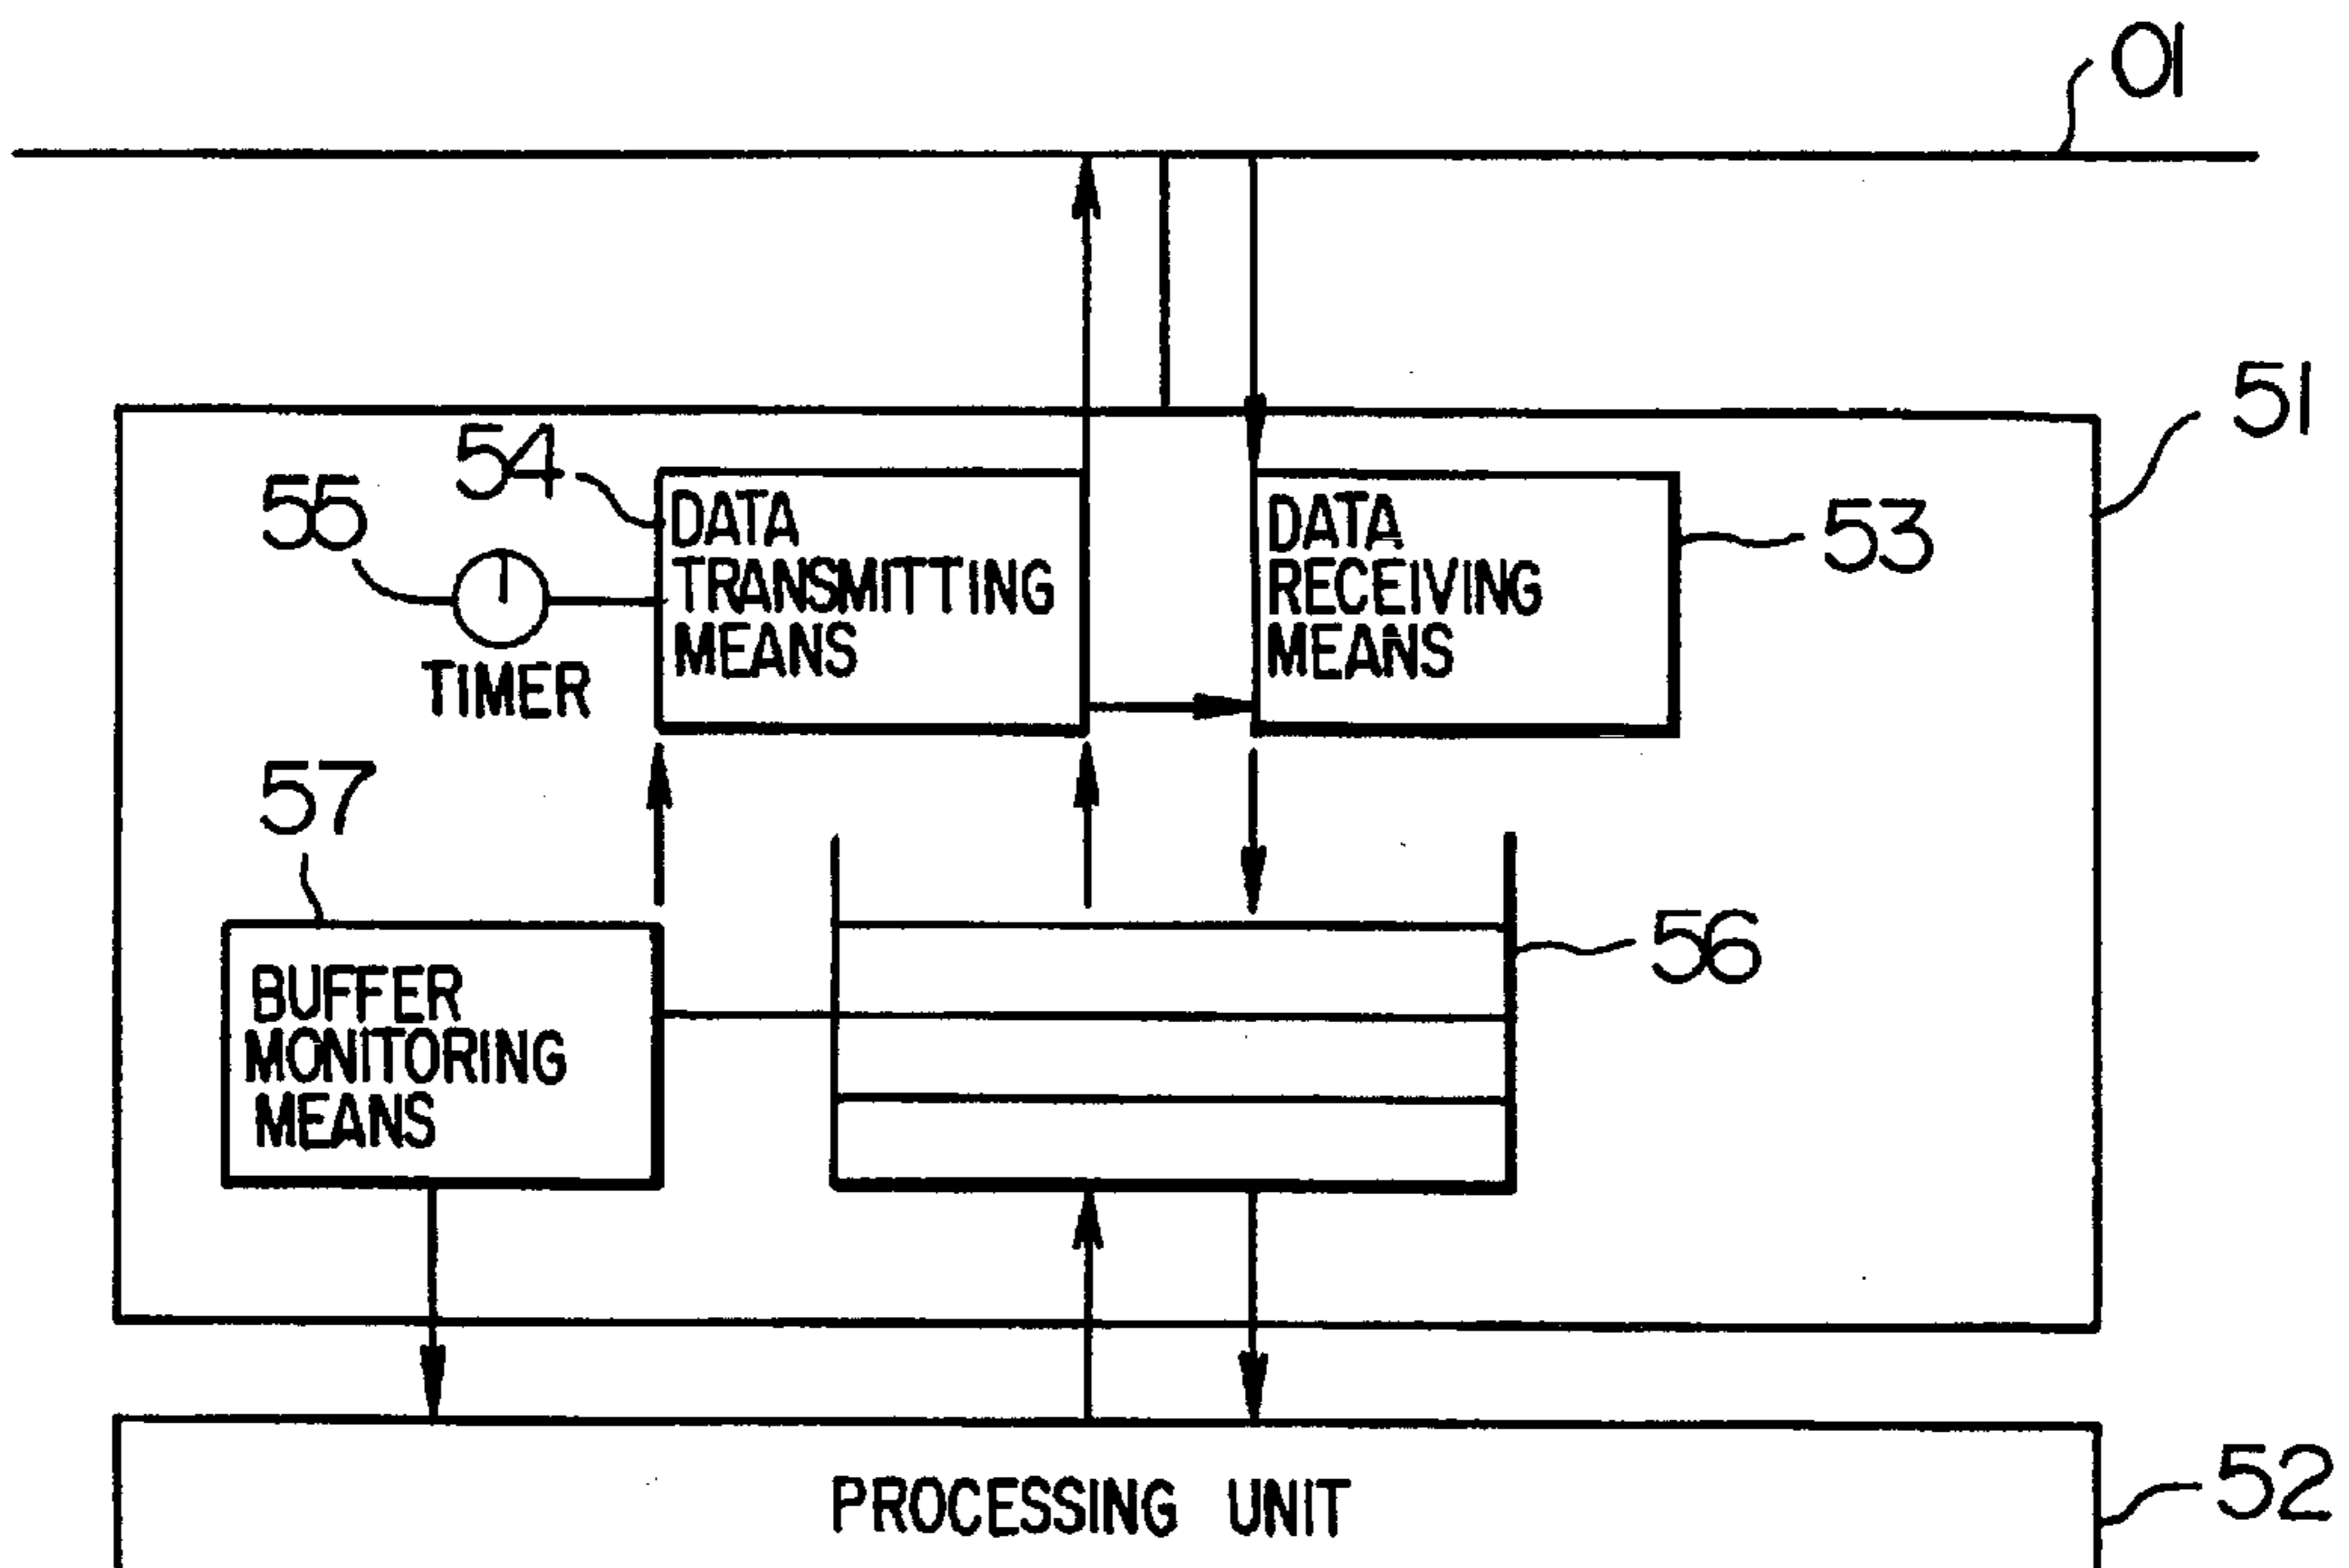 01
51
54
55
DATA
TRANSMITTING
MEANS
DATA
RECEIVING
MEANS
53
TIMER
57
56
BUFFER
MONITORING
MEANS
PROCESSING UNIT
52